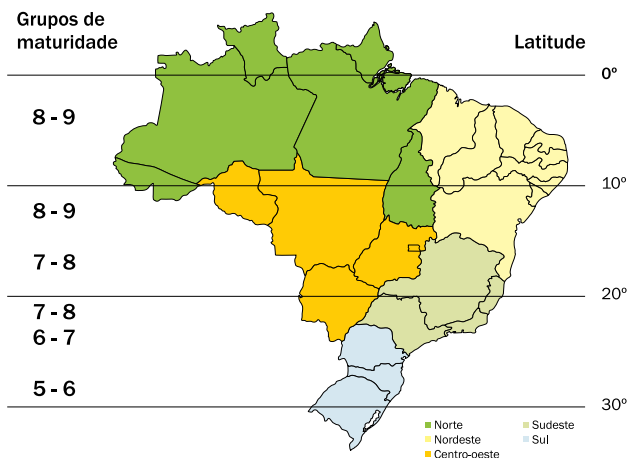 Grupos de
maturidade
Latitude
0º
8 - 9
10º
8 - 9
7 - 8
20º
7 - 8
6 - 7
5 - 6
30º
Norte
Nordeste
Centro-oeste
Sudeste
Sul